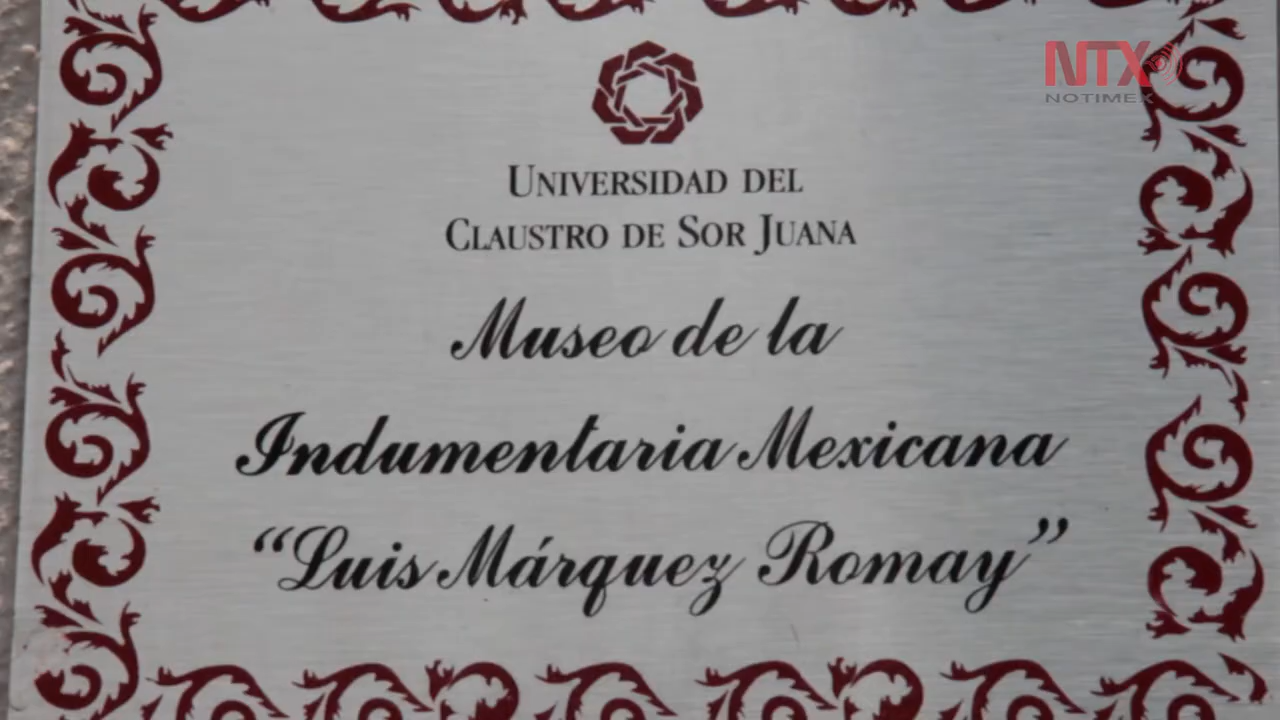 NTX
NOTIMEX
UNIVERSIDAD DEL
CLAUSTRO DE SOR JUANA
Museo de la
Indumentaria Mexicana
“Luis Márquez Romay”